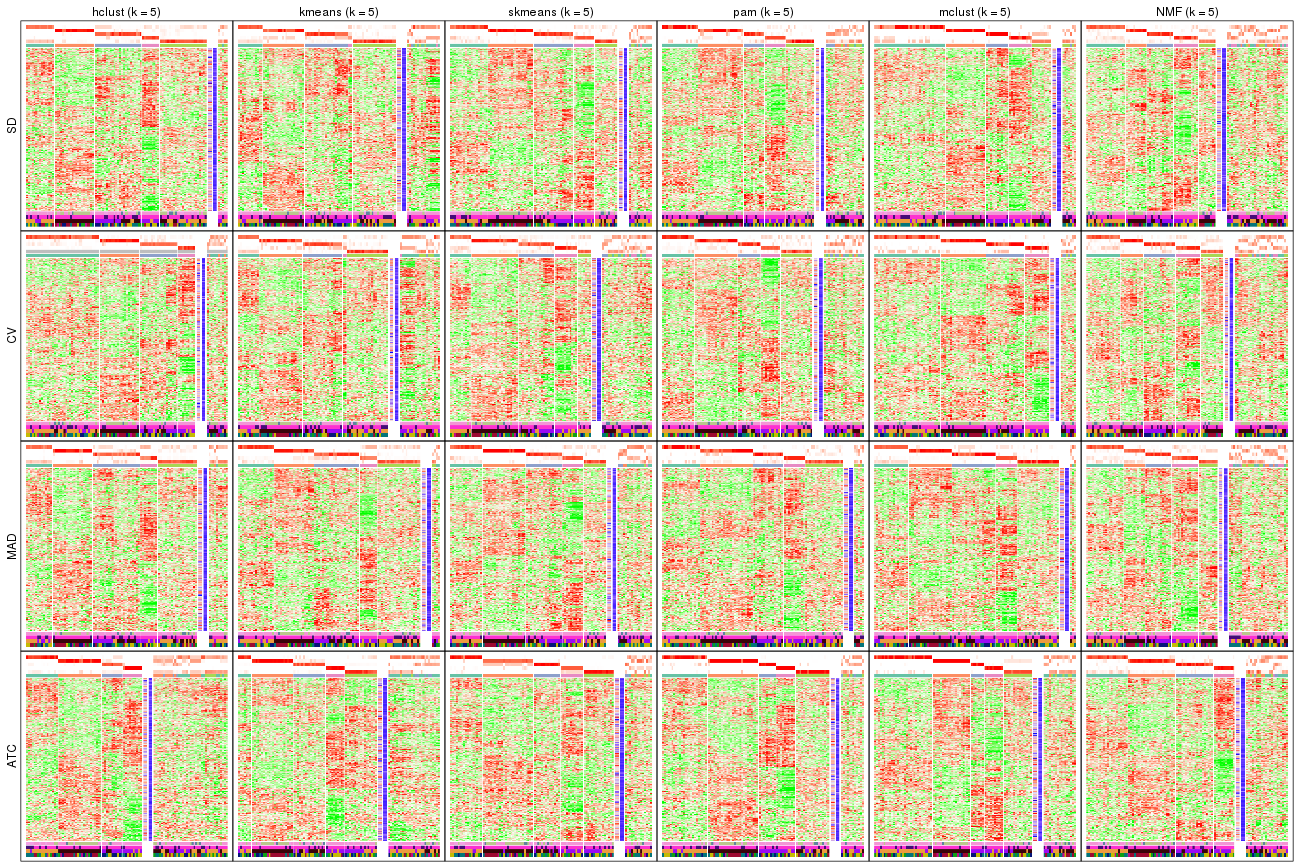 hclust (k = 5) kmeans (k = 5) skmeans (k = 5) pam (k = 5) mclust (k = 5) NMF (k = 5)
SD
CV
MAD
ATC